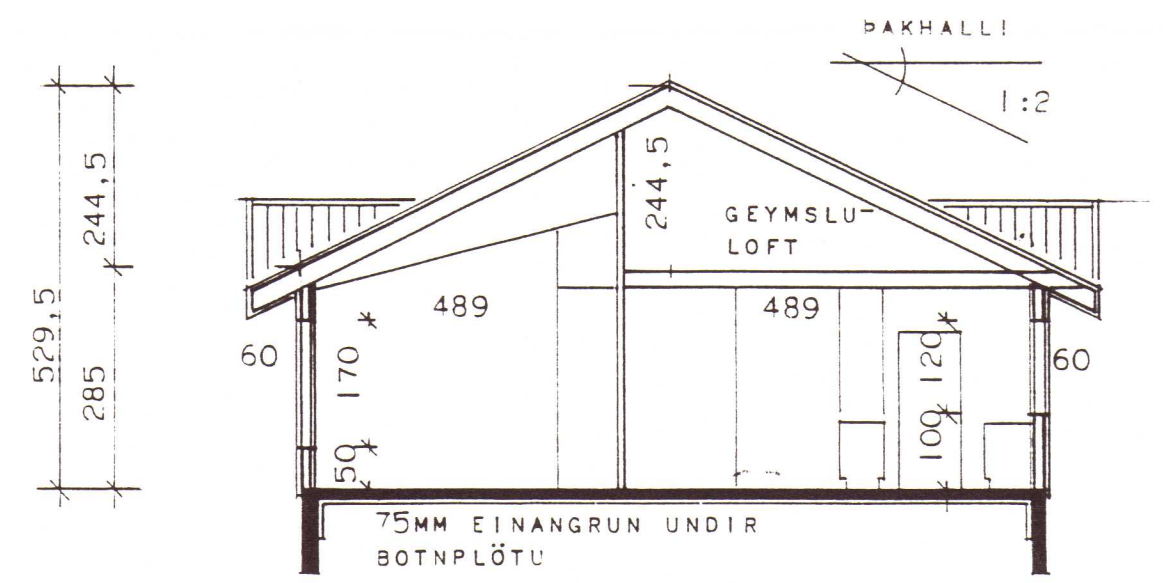 ÞAKHALLI
1:2
244,5
244,5
GEYMSLU-
LOFT
489
489
529,5
285
60
170
50
120
100
60
75MM EINANGRUN UNDIR
BOTNPLÖTU